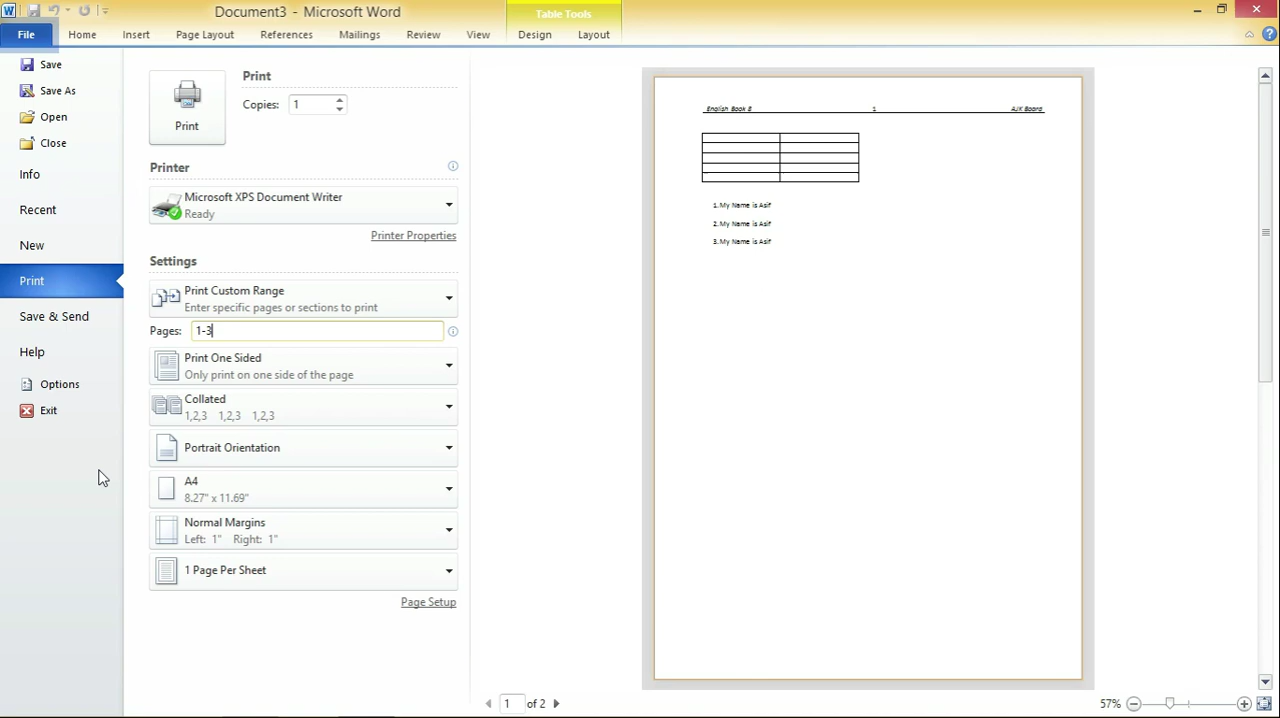 Document3 - Microsoft Word
Table Tools
File
Home
Insert
Page Layout
References
Mailings
Review
View
Design
Layout
Save
Save As
Open
Close
Info
Recent
New
Print
Save & Send
Help
Options
Exit
Print
Print
Copies: 1
Printer
Microsoft XPS Document Writer
Ready
Printer Properties
Settings
Print Custom Range
Enter specific pages or sections to print
Pages: 1-3
Print One Sided
Only print on one side of the page
Collated
1,2,3 1,2,3 1,2,3
Portrait Orientation
A4
8.27" x 11.69"
Normal Margins
Left: 1" Right: 1"
1 Page Per Sheet
Page Setup
English Book 8 1 AJK Board
1. My Name is Asif
2. My Name is Asif
3. My Name is Asif
1 of 2
57%